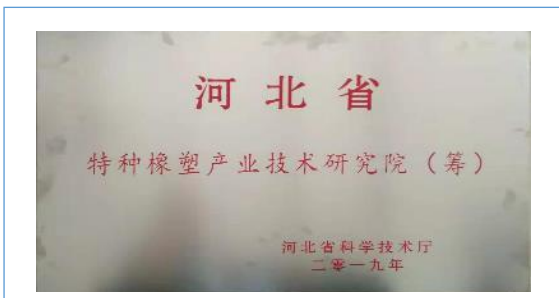 河北省
特种橡塑产业技术研究院（筹）
河北省科学技术厅
二零一九年